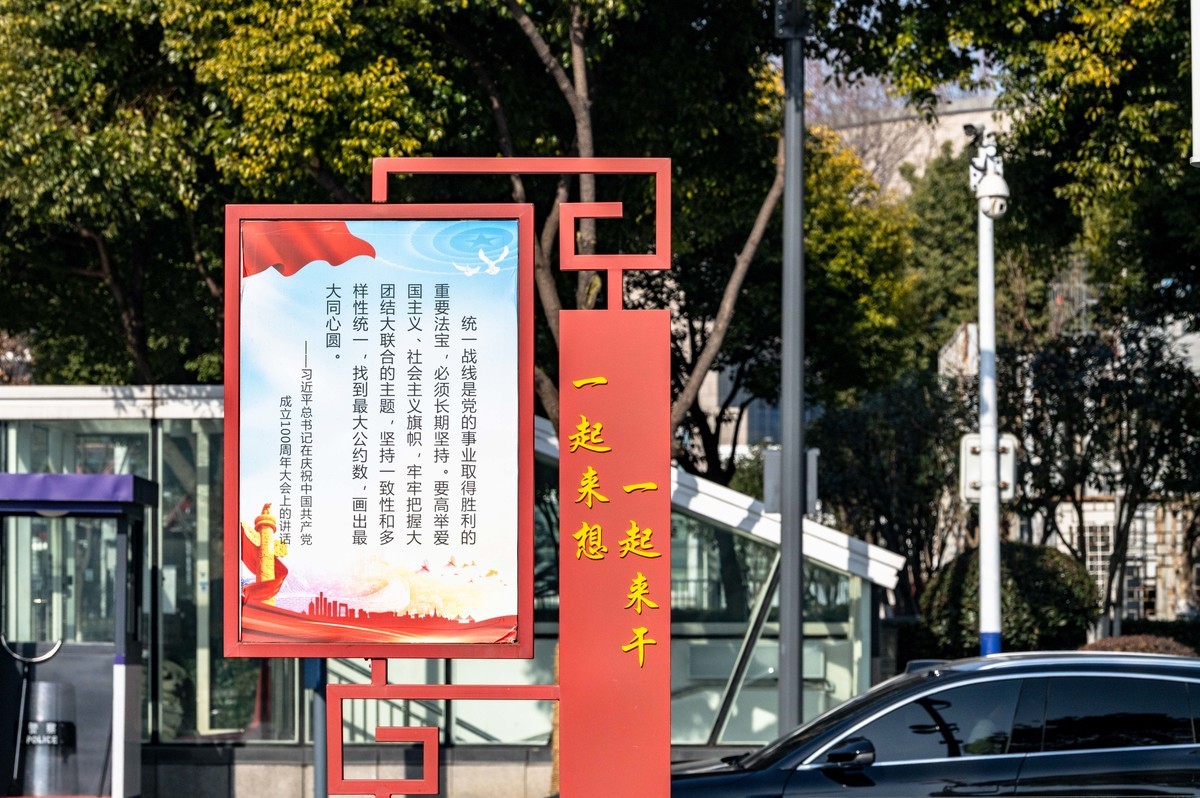 统一战线是党的事业取得胜利的
重要法宝，必须长期坚持。要高举爱
国主义、社会主义旗帜，牢牢把握大
团结大联合的主题，坚持一致性和多
样性统一，找到最大公约数，画出最
大同心圆。
——习近平总书记在庆祝中国共产党
成立100周年大会上的讲话
一起来想
一起来干
警察
POLICE